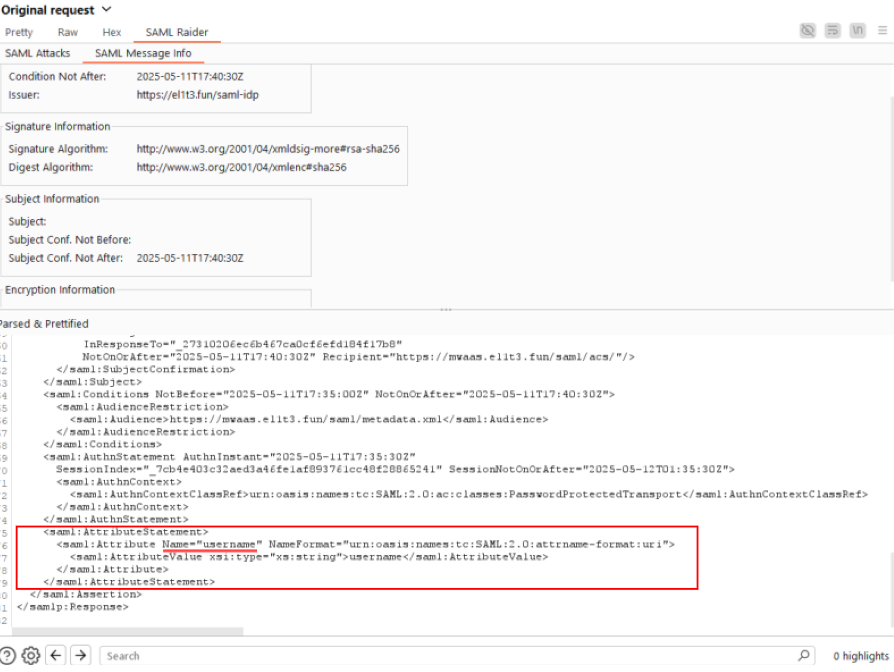 Original request
Pretty Raw Hex SAML Raider
SAML Attacks SAML Message Info
Condition Not After: 2025-05-11T17:40:30Z
Issuer: https://el1t3.fun/saml-idp
Signature Information
Signature Algorithm: http://www.w3.org/2001/04/xmldsig-more#rsa-sha256
Digest Algorithm: http://www.w3.org/2001/04/xmlenc#sha256
Subject Information
Subject:
Subject Conf. Not Before:
Subject Conf. Not After: 2025-05-11T17:40:30Z
Encryption Information
Parsed & Prettified
InResponseTo="_27310206ec6b467ca0cf6efd184f17b8"
NotOnOrAfter="2025-05-11T17:40:30Z" Recipient="https://mwaas.el1t3.fun/saml/acs/"/>
</saml:SubjectConfirmation>
</saml:Subject>
<saml:Conditions NotBefore="2025-05-11T17:35:00Z" NotOnOrAfter="2025-05-11T17:40:30Z">
<saml:AudienceRestriction>
<saml:Audience>https://mwaas.el1t3.fun/saml/metadata.xml</saml:Audience>
</saml:AudienceRestriction>
</saml:Conditions>
<saml:AuthnStatement AuthnInstant="2025-05-11T17:35:30Z"
SessionIndex="_7cb4e403c32aed3a46fe1af893761cc48f28865241" SessionNotOnOrAfter="2025-05-12T01:35:30Z">
<saml:AuthnContext>
<saml:AuthnContextClassRef>urn:oasis:names:tc:SAML:2.0:ac:classes:PasswordProtectedTransport</saml:AuthnContextClassRef>
</saml:AuthnContext>
</saml:AuthnStatement>
<saml:AttributeStatement>
<saml:Attribute Name="username" NameFormat="urn:oasis:names:tc:SAML:2.0:attrname-format:uri">
<saml:AttributeValue xsi:type="xs:string">username</saml:AttributeValue>
</saml:Attribute>
</saml:AttributeStatement>
</saml:Assertion>
</samlp:Response>
Search 0 highlights